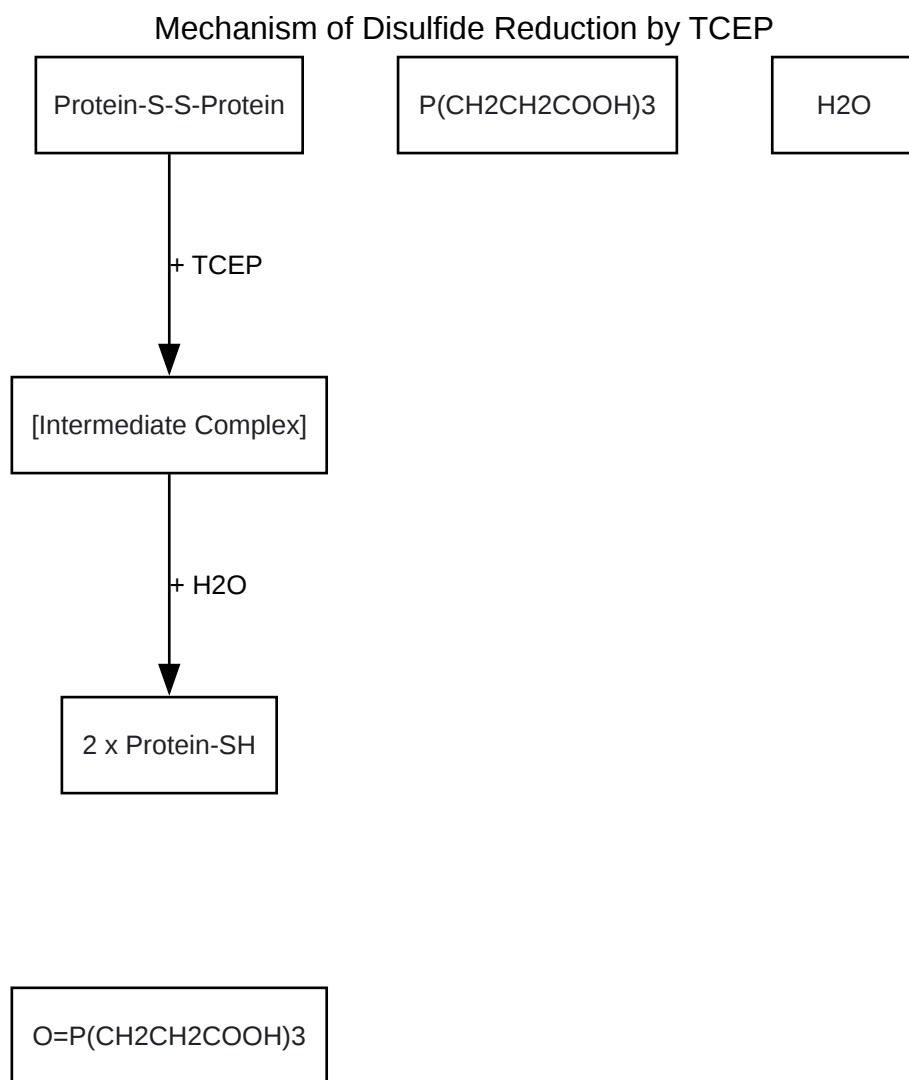 Mechanism of Disulfide Reduction by TCEP
Protein-S-S-Protein
P(CH2CH2COOH)3
H2O
+ TCEP
[Intermediate Complex]
+ H2O
2 x Protein-SH
O=P(CH2CH2COOH)3